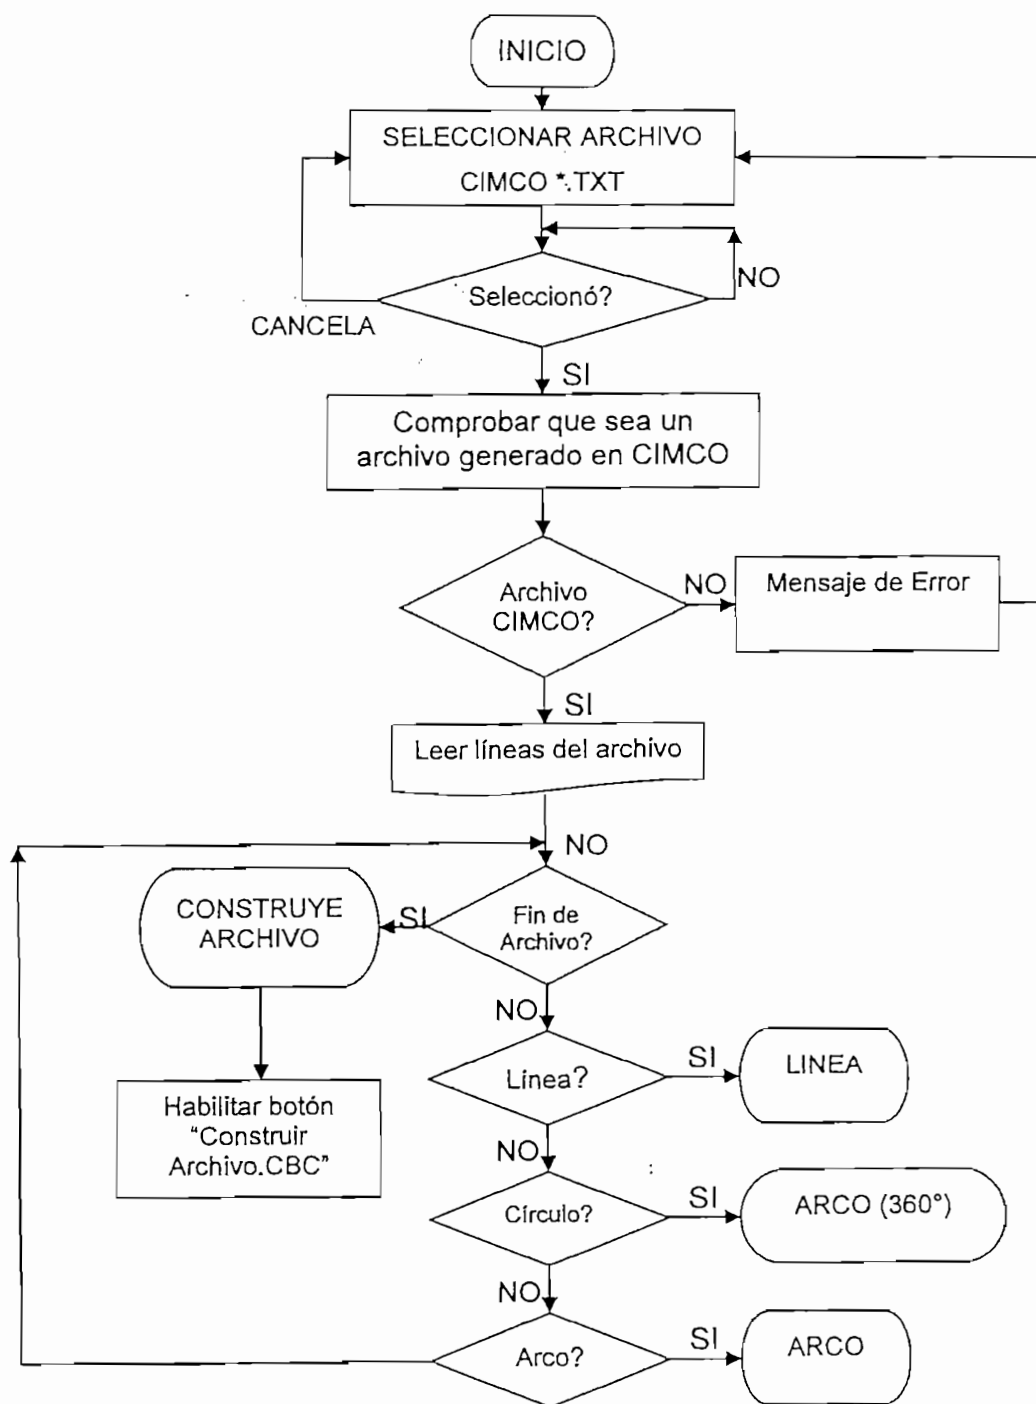 INICIO
SELECCIONAR ARCHIVO
CIMCO *.TXT
NO
Seleccionó?
CANCELA
SI
Comprobar que sea un
archivo generado en CIMCO
Archivo
CIMCO?
NO
Mensaje de Error
SI
Leer líneas del archivo
NO
CONSTRUYE
ARCHIVO
SI
Fin de
Archivo?
NO
Línea?
SI
LINEA
Habilitar botón
“Construir
Archivo.CBC”
NO
Círculo?
SI
ARCO (360°)
NO
Arco?
SI
ARCO